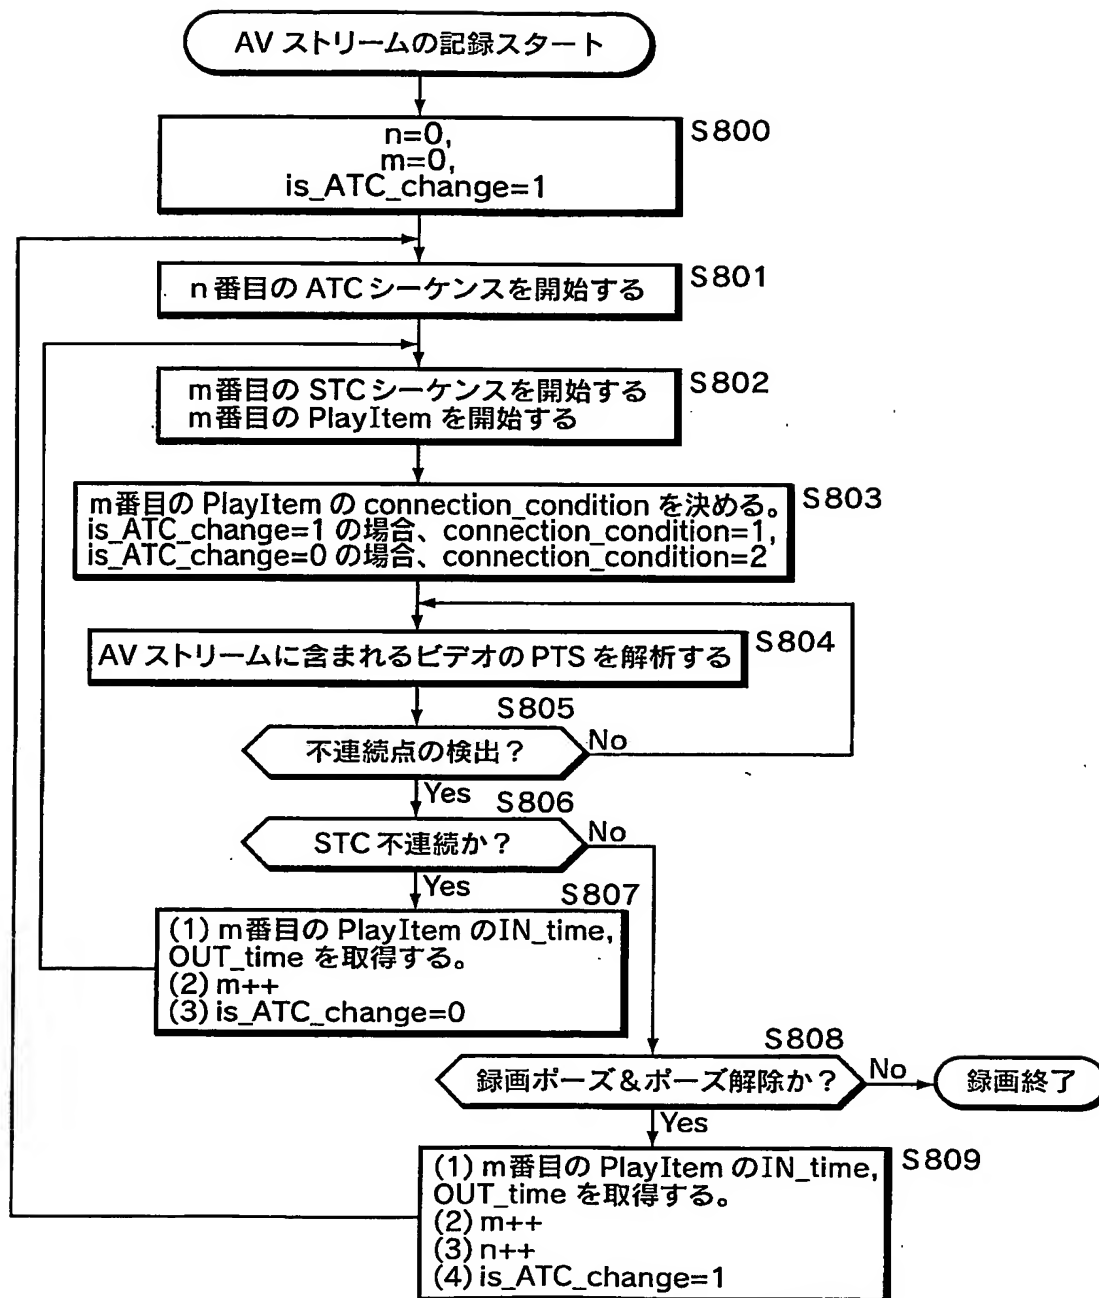 AV ストリームの記録スタート
n=0,
m=0,
is_ATC_change=1
S800
n番目の ATCシーケンスを開始する
S801
m番目の STCシーケンスを開始する
m番目の PlayItem を開始する
S802
m番目の PlayItem の connection_condition を決める。
is_ATC_change=1 の場合、connection_condition=1,
is_ATC_change=0 の場合、connection_condition=2
S803
AV ストリームに含まれるビデオの PTS を解析する
S804
S805
不連続点の検出?
No
Yes
S806
STC 不連続か?
No
Yes
S807
(1) m番目の PlayItem のIN_time,
OUT_time を取得する。
(2) m++
(3) is_ATC_change=0
S808
録画ポーズ&ポーズ解除か?
No
録画終了
Yes
(1) m番目の PlayItem のIN_time,
OUT_time を取得する。
(2) m++
(3) n++
(4) is_ATC_change=1
S809